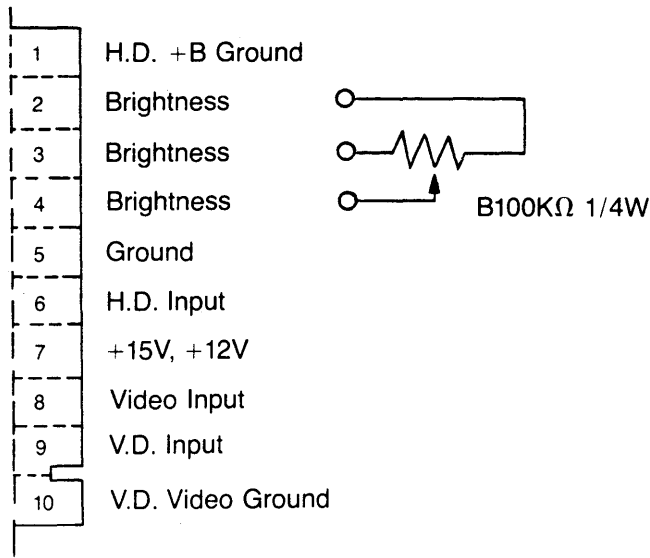 1 H.D. +B Ground
2 Brightness
3 Brightness
4 Brightness
B100KΩ 1/4W
5 Ground
6 H.D. Input
7 +15V, +12V
8 Video Input
9 V.D. Input
10 V.D. Video Ground